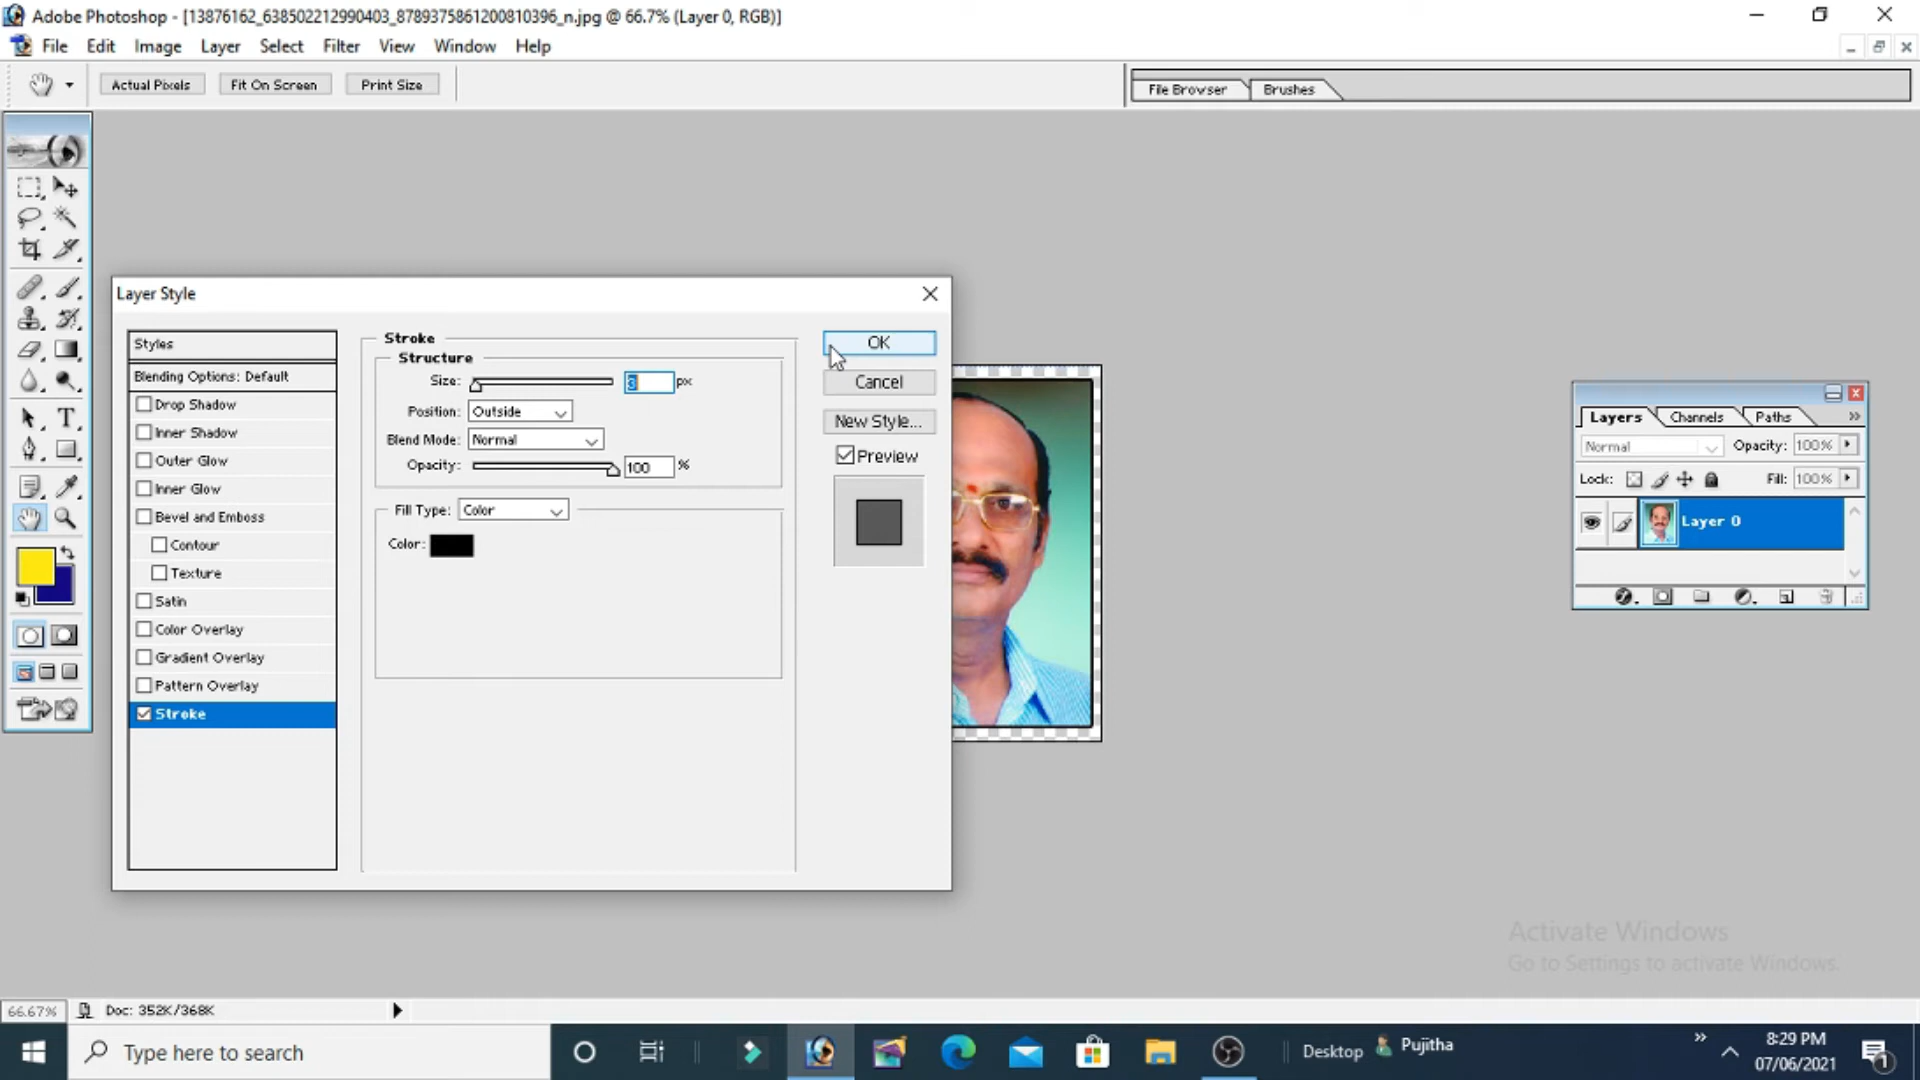 Adobe Photoshop - [13876162_638502212990403_8789375861200810396_n.jpg @ 66.7% (Layer 0, RGB)]
File Edit Image Layer Select Filter View Window Help
Actual Pixels Fit On Screen Print Size File Browser Brushes
Layer Style
Styles
Blending Options: Default
Drop Shadow
Inner Shadow
Outer Glow
Inner Glow
Bevel and Emboss
Contour
Texture
Satin
Color Overlay
Gradient Overlay
Pattern Overlay
Stroke
Stroke
Structure
Size: 3 px
Position: Outside
Blend Mode: Normal
Opacity: 100 %
Fill Type: Color
Color:
OK
Cancel
New Style...
Preview
Layers Channels Paths
Normal Opacity: 100%
Lock: Fill: 100%
Layer 0
Activate Windows
Go to Settings to activate Windows.
66.67% Doc: 352K/368K
Type here to search
Desktop Pujitha
8:29 PM
07/06/2021
1